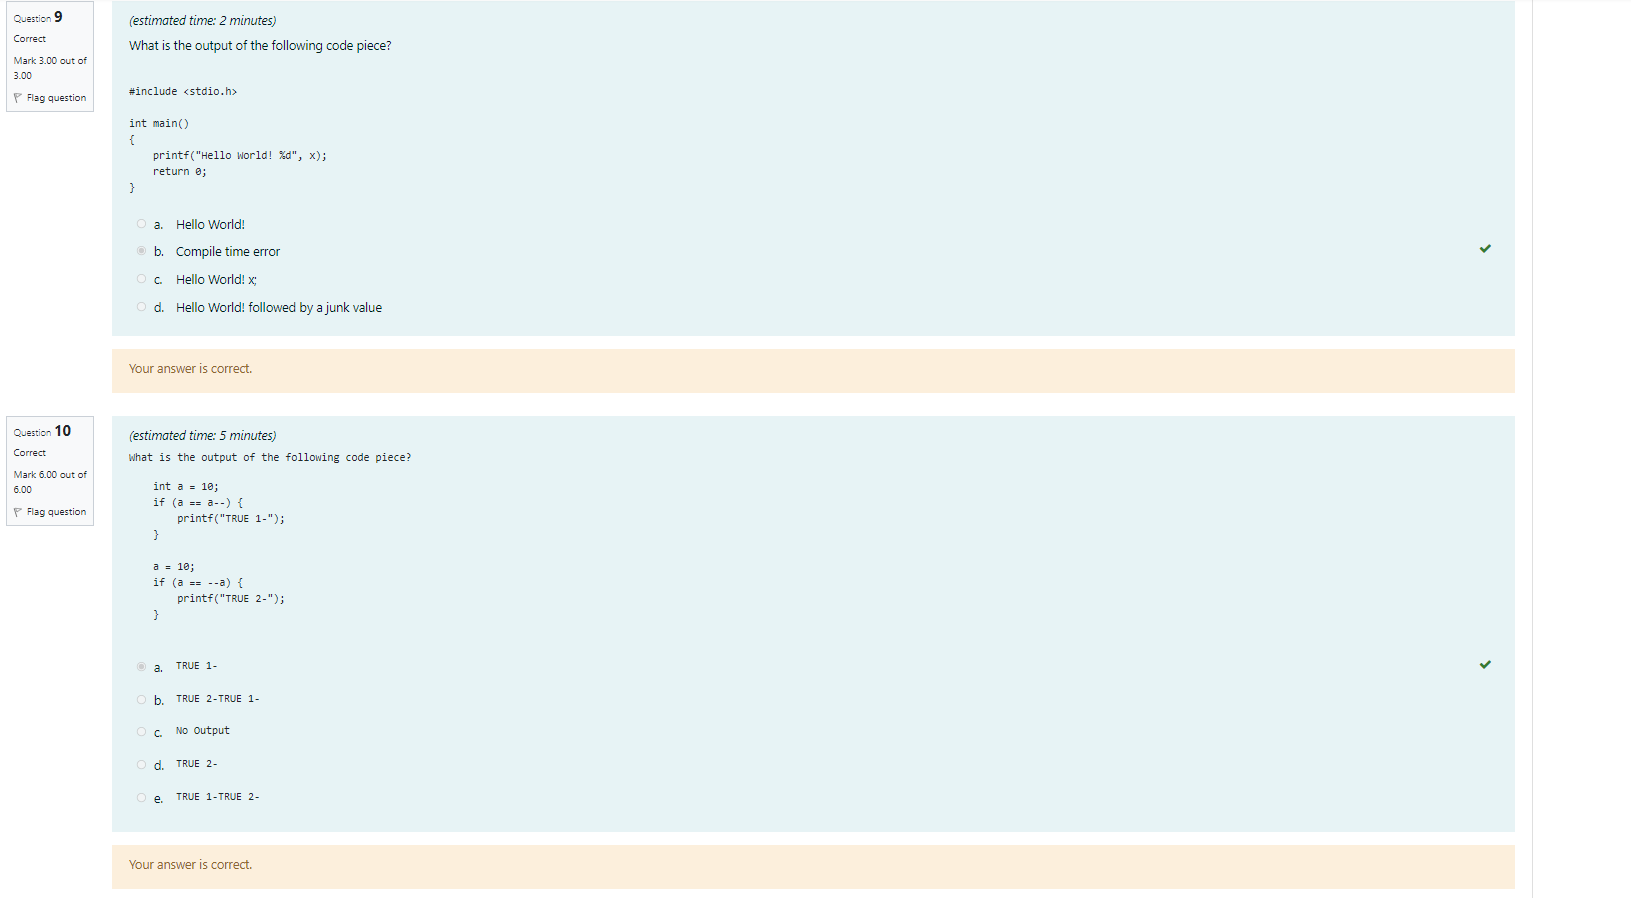 Question 9
Correct
Mark 3.00 out of
3.00
Flag question
(estimated time: 2 minutes)
What is the output of the following code piece?
#include <stdio.h>
int main()
{
    printf("Hello World! %d", x);
    return 0;
}
a. Hello World!
b. Compile time error
c. Hello World! x;
d. Hello World! followed by a junk value
Your answer is correct.
Question 10
Correct
Mark 6.00 out of
6.00
Flag question
(estimated time: 5 minutes)
What is the output of the following code piece?
int a = 10;
if (a == a--) {
    printf("TRUE 1-");
}
a = 10;
if (a == --a) {
    printf("TRUE 2-");
}
a. TRUE 1-
b. TRUE 2-TRUE 1-
c. No Output
d. TRUE 2-
e. TRUE 1-TRUE 2-
Your answer is correct.